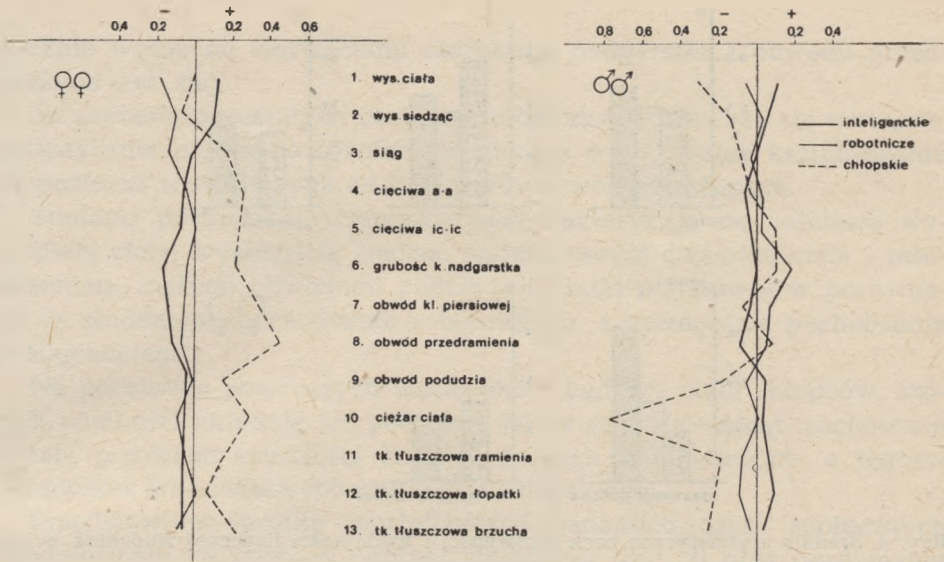 − +
0,4 0,2 0,2 0,4 0,6
♀♀
− +
0,8 0,6 0,4 0,2 0,2 0,4
♂♂
1. wys. ciała
2. wys. siedząc
3. siąg
4. cięciwa a-a
5. cięciwa ic-ic
6. grubość k. nadgarstka
7. obwód kl. piersiowej
8. obwód przedramienia
9. obwód podudzia
10 ciężar ciała
11 tk. tłuszczowa ramienia
12 tk. tłuszczowa łopatki
13. tk. tłuszczowa brzucha
inteligenckie
robotnicze
chłopskie